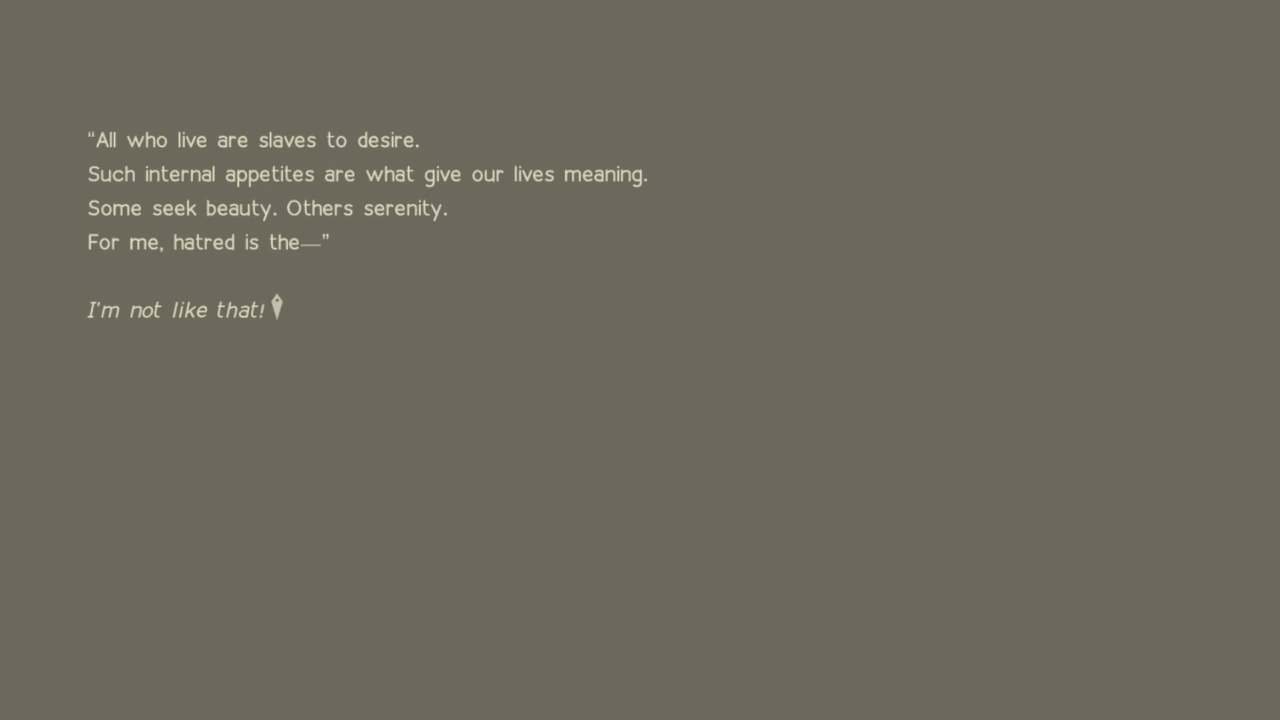 “All who live are slaves to desire.
Such internal appetites are what give our lives meaning.
Some seek beauty. Others serenity.
For me, hatred is the—”
I'm not like that!